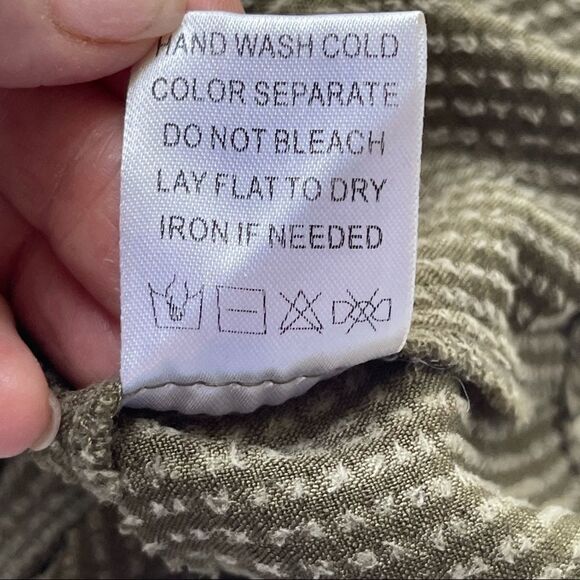 HAND WASH COLD
COLOR SEPARATE
DO NOT BLEACH
LAY FLAT TO DRY
IRON IF NEEDED